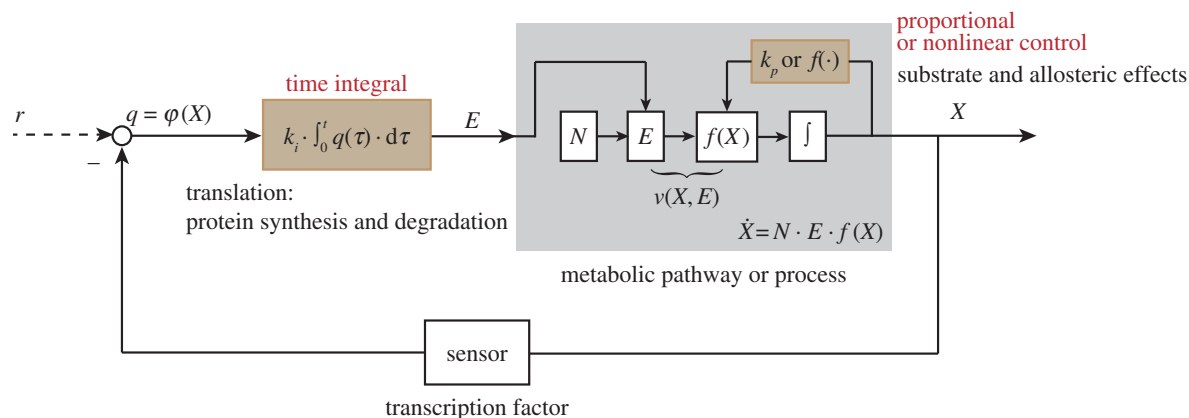 proportional
or nonlinear control
substrate and allosteric effects
time integral
k_p or f(·)
r
q = φ(X)
k_i · ∫_0^t q(τ) · dτ
E
N
E
f(X)
∫
X
−
v(X, E)
translation:
protein synthesis and degradation
Ẋ = N · E · f(X)
metabolic pathway or process
sensor
transcription factor